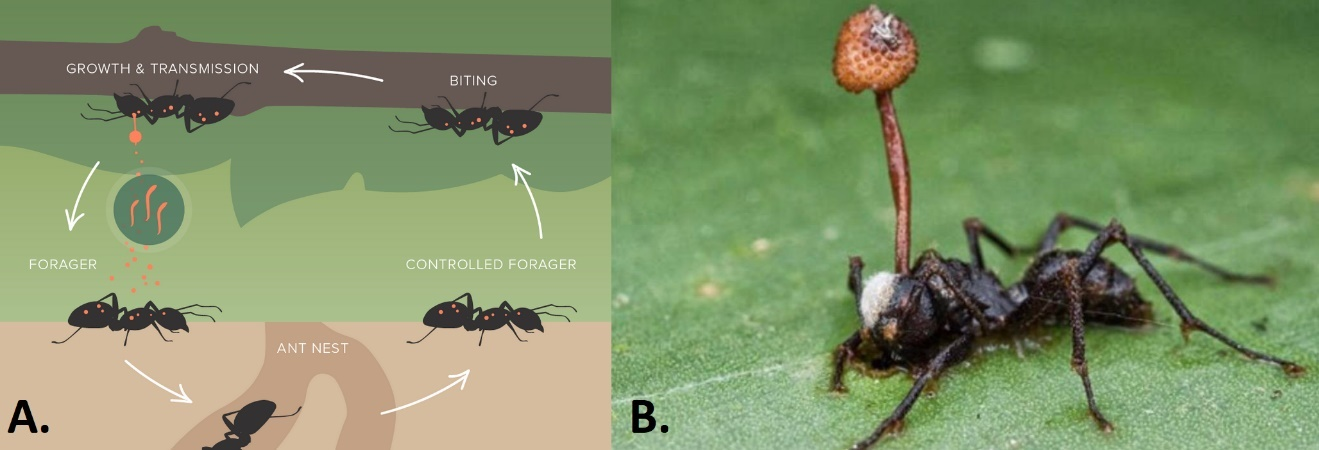 GROWTH & TRANSMISSION
BITING
FORAGER
CONTROLLED FORAGER
ANT NEST
A.
B.